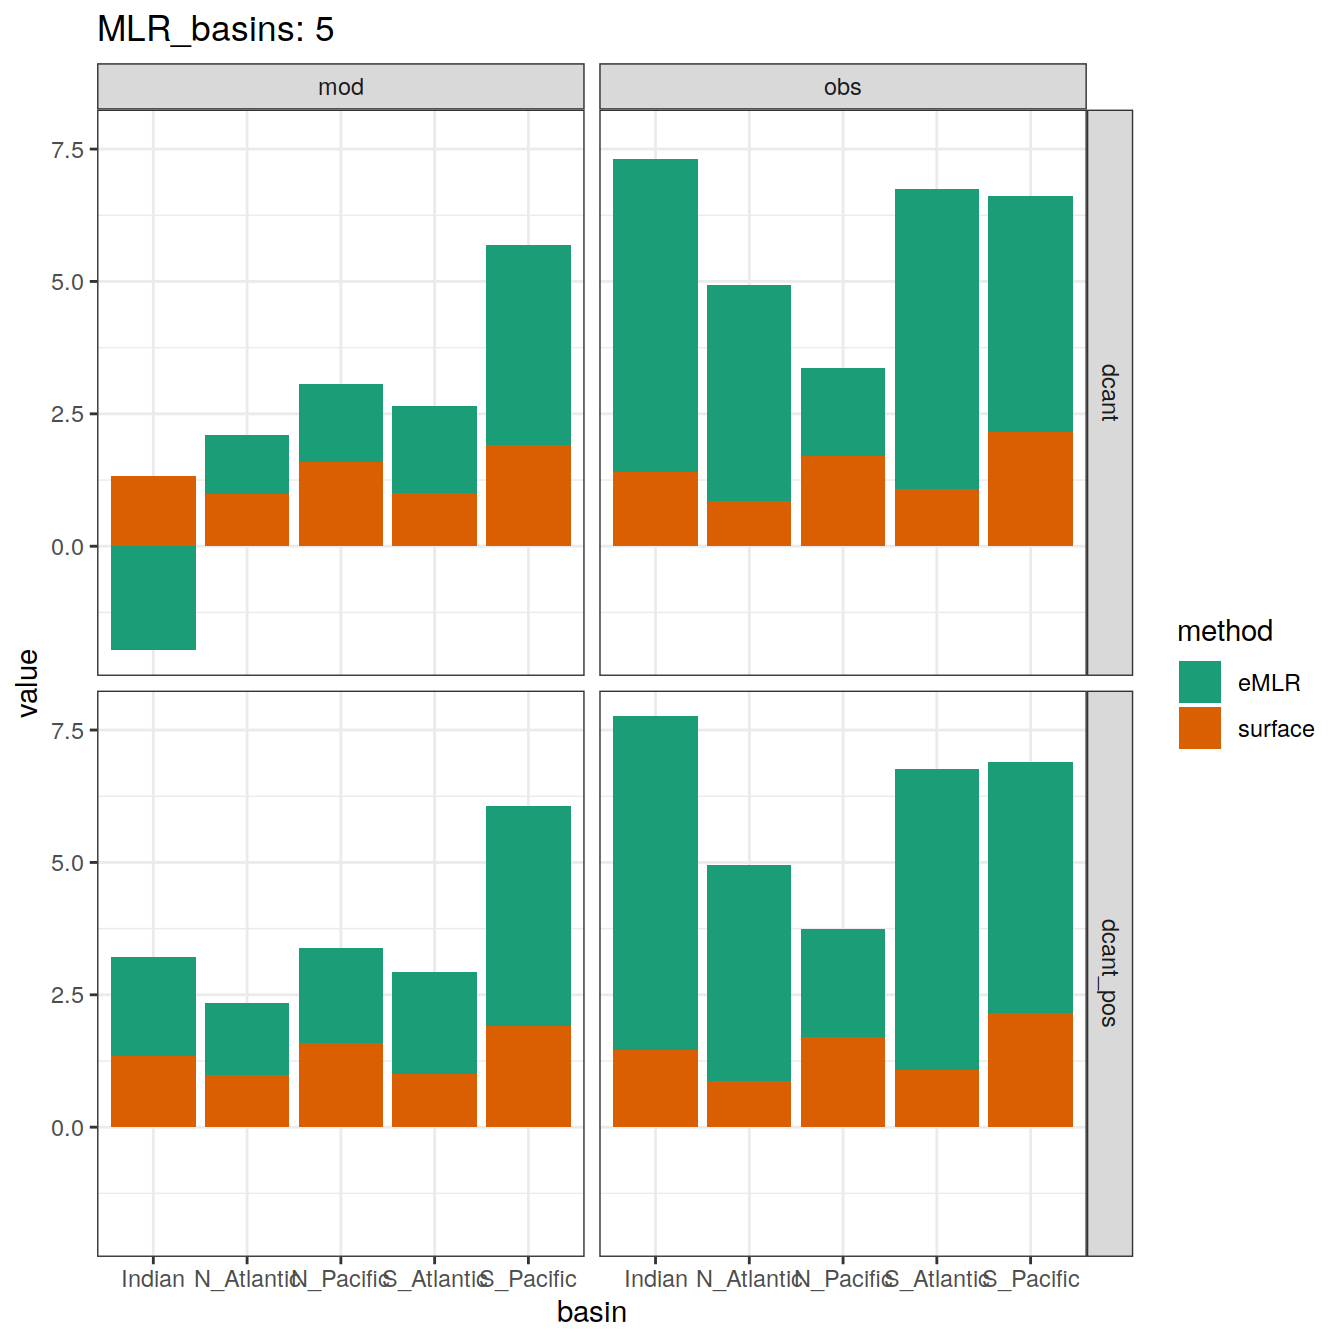 MLR_basins: 5
mod
obs
7.5
5.0
2.5
0.0
dcant
7.5
5.0
2.5
0.0
dcant_pos
value
Indian N_Atlantic N_Pacific S_Atlantic S_Pacific
Indian N_Atlantic N_Pacific S_Atlantic S_Pacific
basin
method
eMLR
surface